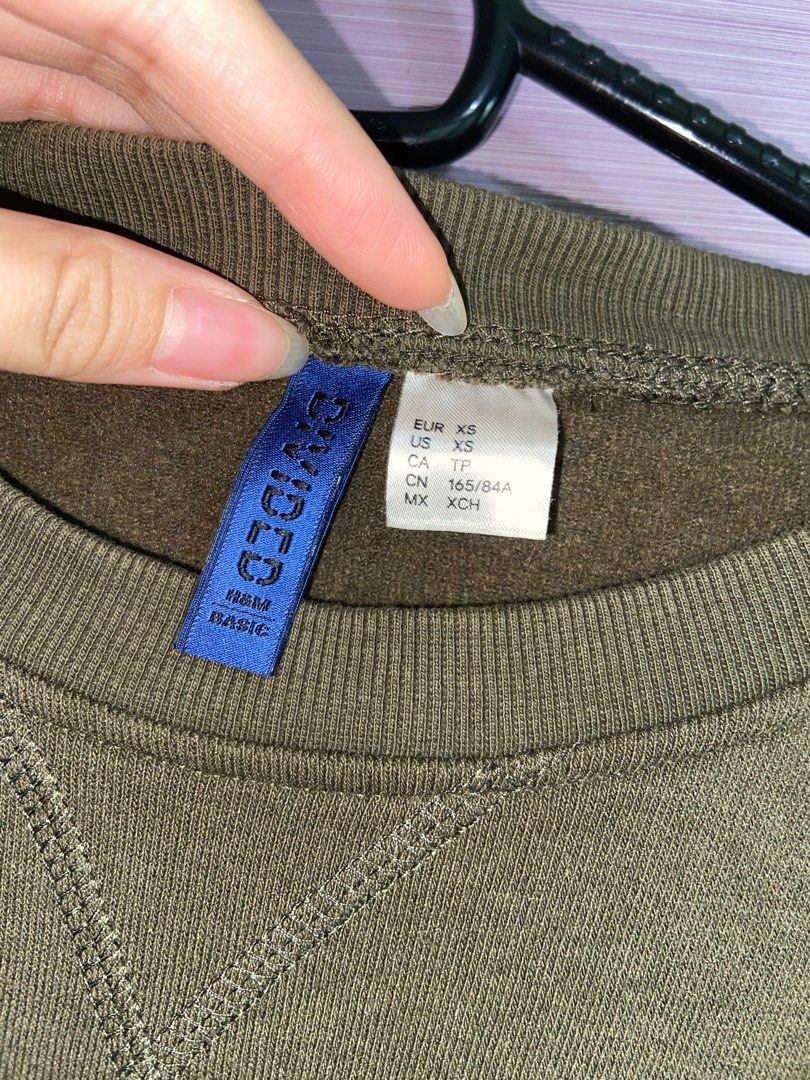 DIVIDED
H&M
BASIC
EUR XS
US XS
CA TP
CN 165/84A
MX XCH